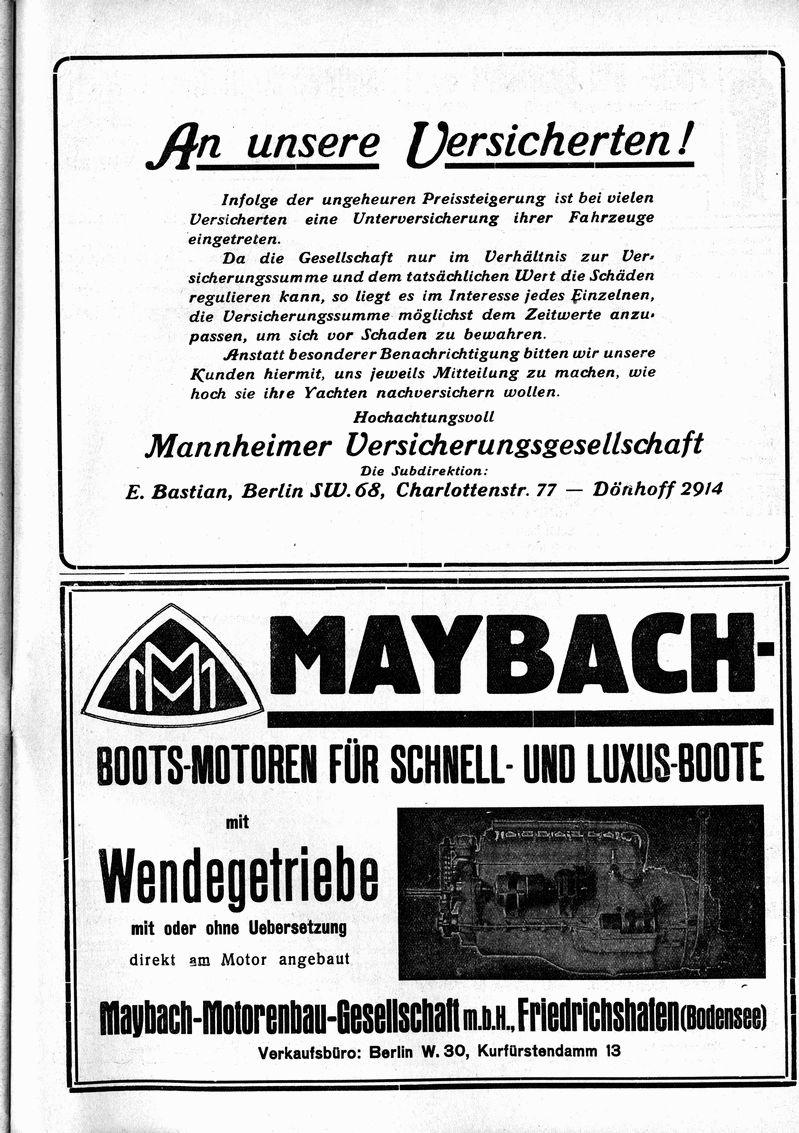 An unsere Versicherten!
Infolge der ungeheuren Preissteigerung ist bei vielen
Versicherten eine Unterversicherung ihrer Fahrzeuge
eingetreten.
Da die Gesellschaft nur im Verhältnis zur Ver-
sicherungssumme und dem tatsächlichen Wert die Schäden
regulieren kann, so liegt es im Interesse jedes Einzelnen,
die Versicherungssumme möglichst dem Zeitwerte anzu-
passen, um sich vor Schaden zu bewahren.
Anstatt besonderer Benachrichtigung bitten wir unsere
Kunden hiermit, uns jeweils Mitteilung zu machen, wie
hoch sie ihre Yachten nachversichern wollen.
Hochachtungsvoll
Mannheimer Versicherungsgesellschaft
Die Subdirektion:
E. Bastian, Berlin SW. 68, Charlottenstr. 77 — Dönhoff 2914
MM
MAYBACH-
BOOTS-MOTOREN FÜR SCHNELL- UND LUXUS-BOOTE
mit
Wendegetriebe
mit oder ohne Uebersetzung
direkt am Motor angebaut
Maybach-Motorenbau-Gesellschaft m.b.H., Friedrichshafen (Bodensee)
Verkaufsbüro: Berlin W. 30, Kurfürstendamm 13